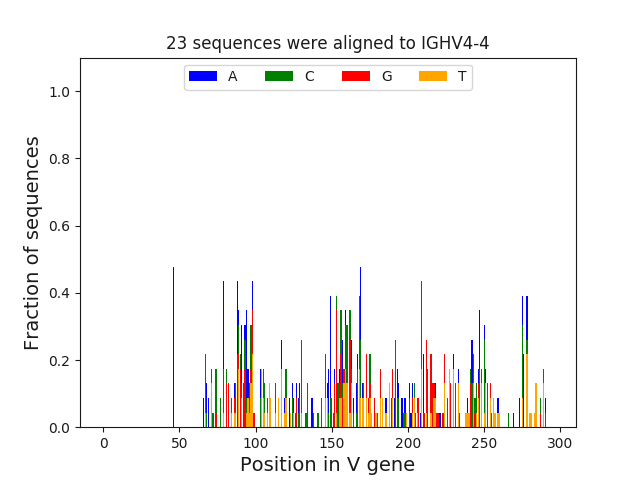 23 sequences were aligned to IGHV4-4
A C G T
1.0
0.8
0.6
0.4
0.2
0.0
Fraction of sequences
0 50 100 150 200 250 300
Position in V gene